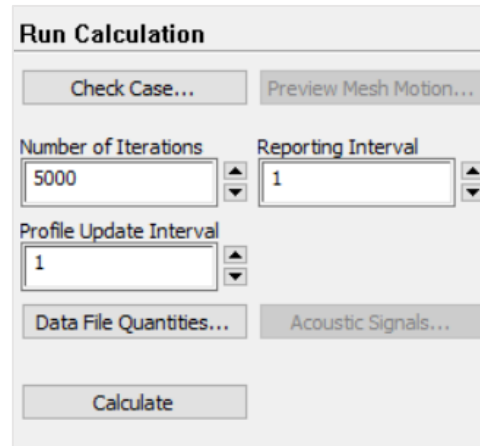 Run Calculation
Check Case... Preview Mesh Motion...
Number of Iterations Reporting Interval
5000 1
Profile Update Interval
1
Data File Quantities... Acoustic Signals...
Calculate